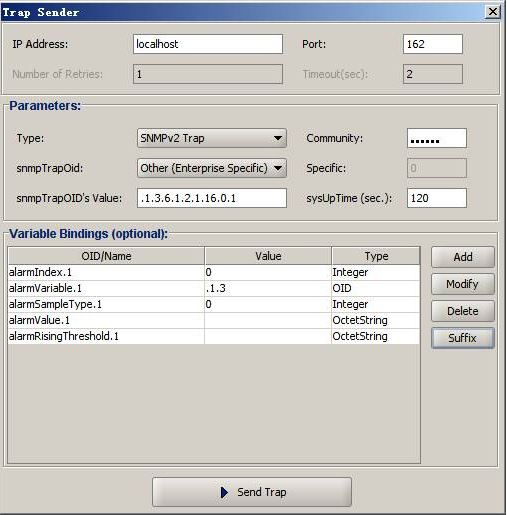 Trap Sender
IP Address: localhost Port: 162
Number of Retries: 1 Timeout(sec): 2
Parameters:
Type: SNMPv2 Trap Community: ••••••
snmpTrapOid: Other (Enterprise Specific) Specific: 0
snmpTrapOID's Value: .1.3.6.1.2.1.16.0.1 sysUpTime (sec.): 120
Variable Bindings (optional):
OID/Name Value Type
alarmIndex.1 0 Integer
alarmVariable.1 .1.3 OID
alarmSampleType.1 0 Integer
alarmValue.1 OctetString
alarmRisingThreshold.1 OctetString
Add
Modify
Delete
Suffix
Send Trap